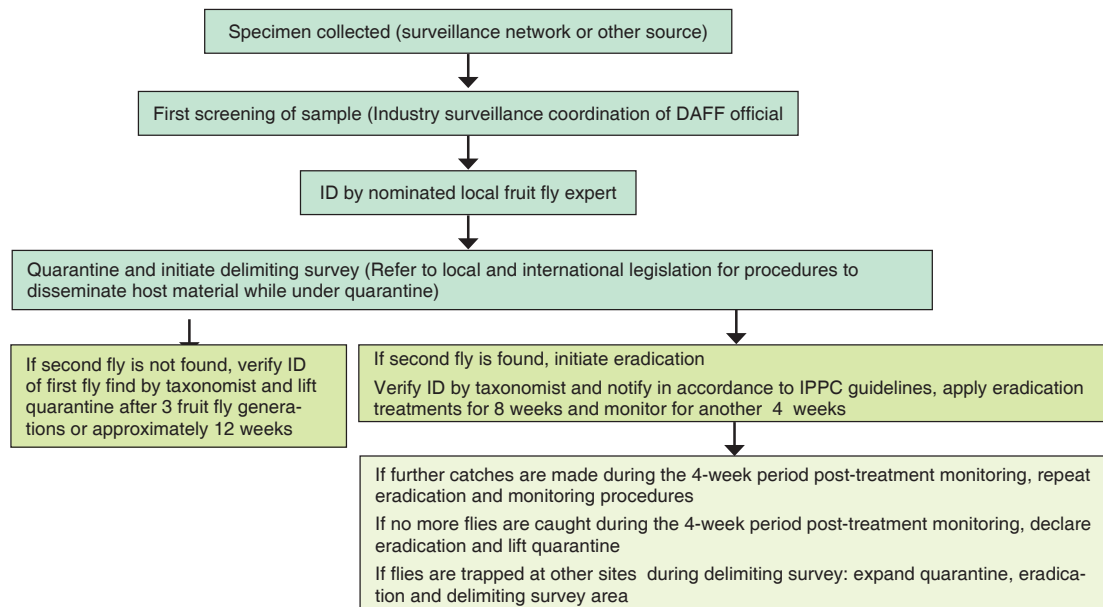 Specimen collected (surveillance network or other source)
First screening of sample (Industry surveillance coordination of DAFF official
ID by nominated local fruit fly expert
Quarantine and initiate delimiting survey (Refer to local and international legislation for procedures to
disseminate host material while under quarantine)
If second fly is not found, verify ID
of first fly find by taxonomist and lift
quarantine after 3 fruit fly genera-
tions or approximately 12 weeks
If second fly is found, initiate eradication
Verify ID by taxonomist and notify in accordance to IPPC guidelines, apply eradication
treatments for 8 weeks and monitor for another 4 weeks
If further catches are made during the 4-week period post-treatment monitoring, repeat
eradication and monitoring procedures
If no more flies are caught during the 4-week period post-treatment monitoring, declare
eradication and lift quarantine
If flies are trapped at other sites during delimiting survey: expand quarantine, eradica-
tion and delimiting survey area